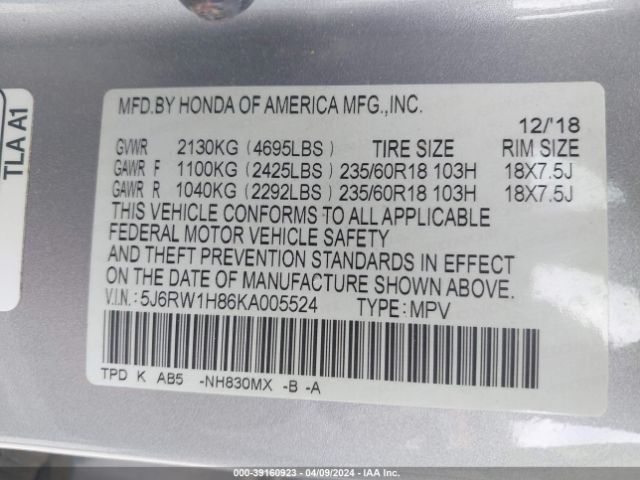 TLA A1
MFD.BY HONDA OF AMERICA MFG.,INC.
12/'18
GVWR 2130KG (4695LBS) TIRE SIZE RIM SIZE
GAWR F 1100KG (2425LBS) 235/60R18 103H 18X7.5J
GAWR R 1040KG (2292LBS) 235/60R18 103H 18X7.5J
THIS VEHICLE CONFORMS TO ALL APPLICABLE
FEDERAL MOTOR VEHICLE SAFETY
AND THEFT PREVENTION STANDARDS IN EFFECT
ON THE DATE OF MANUFACTURE SHOWN ABOVE.
V.I.N.:5J6RW1H86KA005524 TYPE:MPV
TPD K AB5 -NH830MX -B -A
000-39160923 - 04/09/2024 - IAA Inc.